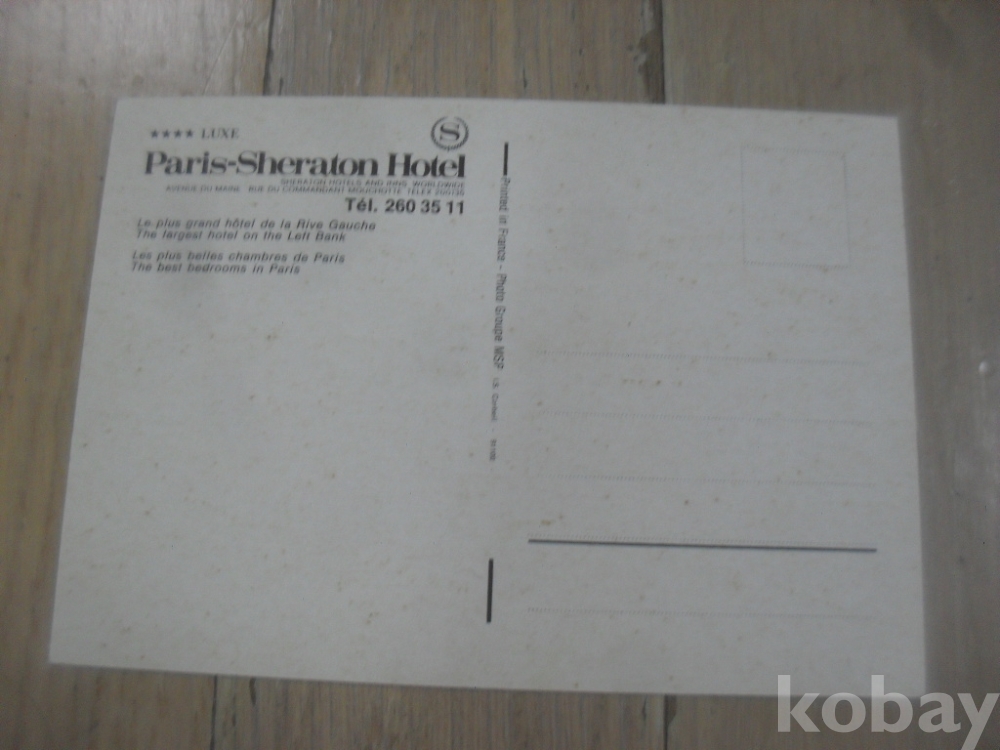 ★★★★ LUXE
S
Paris-Sheraton Hotel
SHERATON HOTELS AND INNS WORLDWIDE
AVENUE DU MAINE RUE DU COMMANDANT MOUCHOTTE TELEX
Tél. 260 35 11
Le plus grand hôtel de la Rive Gauche
The largest hotel on the Left Bank
Les plus belles chambres de Paris
The best bedrooms in Paris
Printed in France - Photo Groupe MSP
kobay